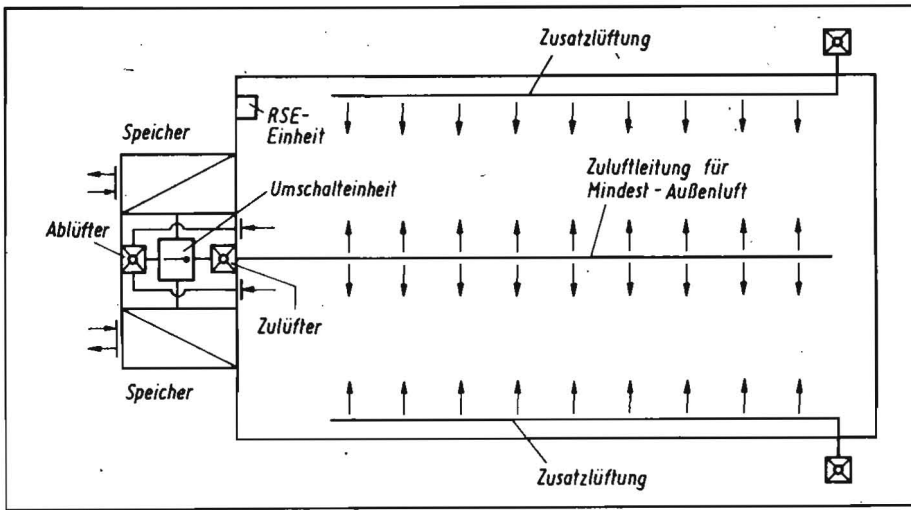 Zusatzlüftung
RSE-
Einheit
Speicher
Umschalteinheit
Zuluftleitung für
Mindest-Außenluft
Ablüfter
Zulüfter
Speicher
Zusatzlüftung